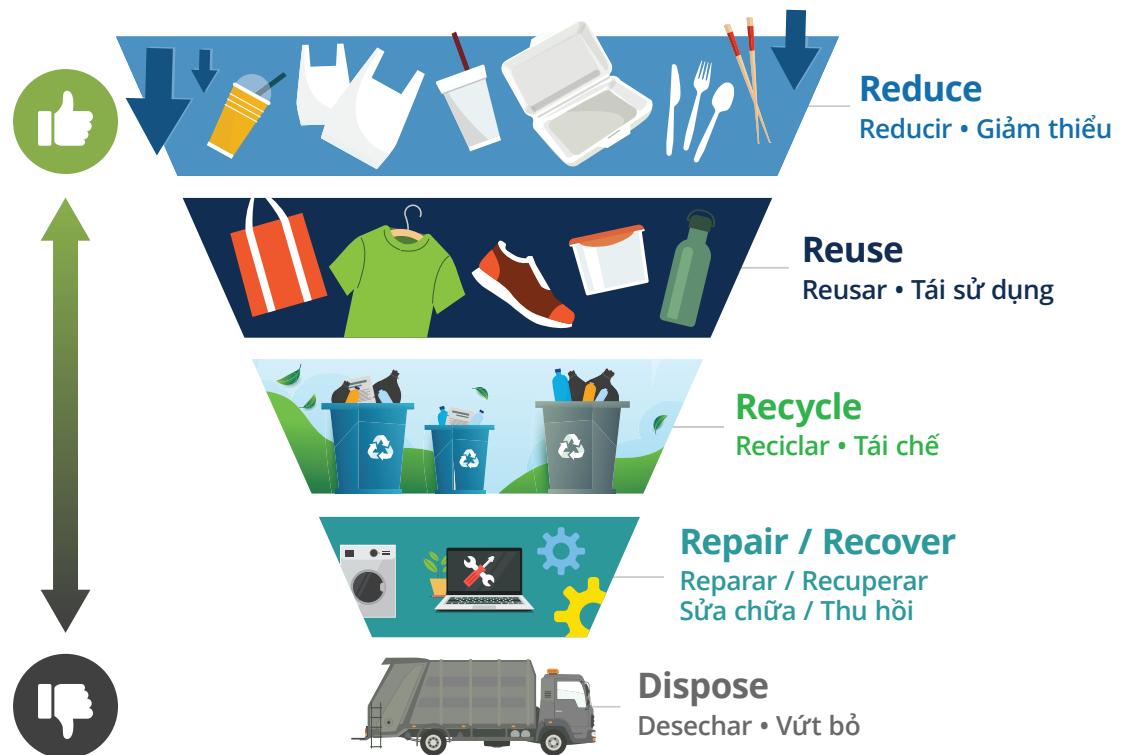 Reduce
Reducir • Giảm thiểu
Reuse
Reusar • Tái sử dụng
Recycle
Reciclar • Tái chế
Repair / Recover
Reparar / Recuperar
Sửa chữa / Thu hồi
Dispose
Desechar • Vứt bỏ